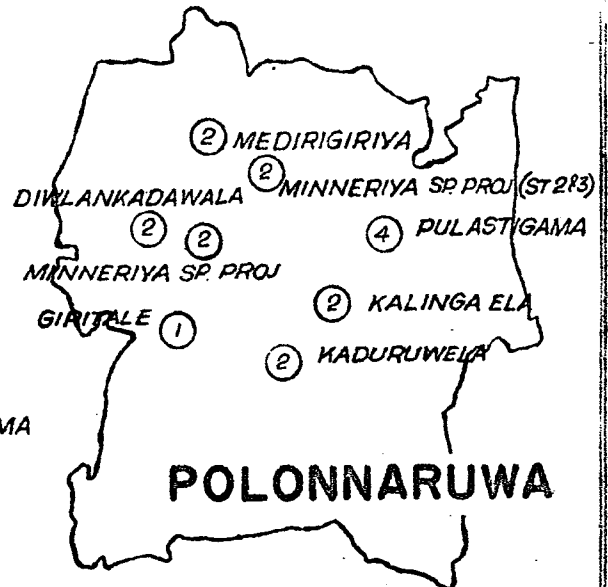 ② MEDIRIGIRIYA
② MINNERIYA SP. PROJ (ST 2&3)
DIWLANKADAWALA
②
② 
④ PULASTIGAMA
MINNERIYA SP. PROJ
② KALINGA ELA
GIRITALE ①
② KADURUWELA
MA
POLONNARUWA